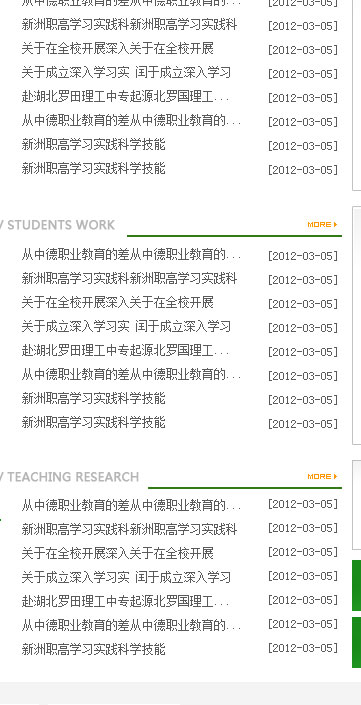 从中德职业教育的差从中德职业教育的...
新洲职高学习实践科新洲职高学习实践科 [2012-03-05]
关于在全校开展深入关于在全校开展 [2012-03-05]
关于成立深入学习实 闰于成立深入学习 [2012-03-05]
赴湖北罗田理工中专起源北罗国理工... [2012-03-05]
从中德职业教育的差从中德职业教育的... [2012-03-05]
新洲职高学习实践科学技能 [2012-03-05]
新洲职高学习实践科学技能 [2012-03-05]
/ STUDENTS WORK MORE
从中德职业教育的差从中德职业教育的... [2012-03-05]
新洲职高学习实践科新洲职高学习实践科 [2012-03-05]
关于在全校开展深入关于在全校开展 [2012-03-05]
关于成立深入学习实 闰于成立深入学习 [2012-03-05]
赴湖北罗田理工中专起源北罗国理工... [2012-03-05]
从中德职业教育的差从中德职业教育的... [2012-03-05]
新洲职高学习实践科学技能 [2012-03-05]
新洲职高学习实践科学技能 [2012-03-05]
/ TEACHING RESEARCH MORE
从中德职业教育的差从中德职业教育的... [2012-03-05]
新洲职高学习实践科新洲职高学习实践科 [2012-03-05]
关于在全校开展深入关于在全校开展 [2012-03-05]
关于成立深入学习实 闰于成立深入学习 [2012-03-05]
赴湖北罗田理工中专起源北罗国理工... [2012-03-05]
从中德职业教育的差从中德职业教育的... [2012-03-05]
新洲职高学习实践科学技能 [2012-03-05]